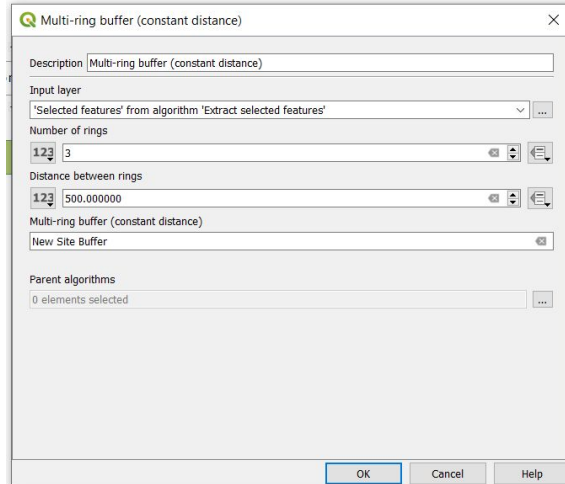 Multi-ring buffer (constant distance)
Description Multi-ring buffer (constant distance)
Input layer
'Selected features' from algorithm 'Extract selected features'
...
Number of rings
123 3
Distance between rings
123 500.000000
Multi-ring buffer (constant distance)
New Site Buffer
Parent algorithms
0 elements selected
...
OK Cancel Help